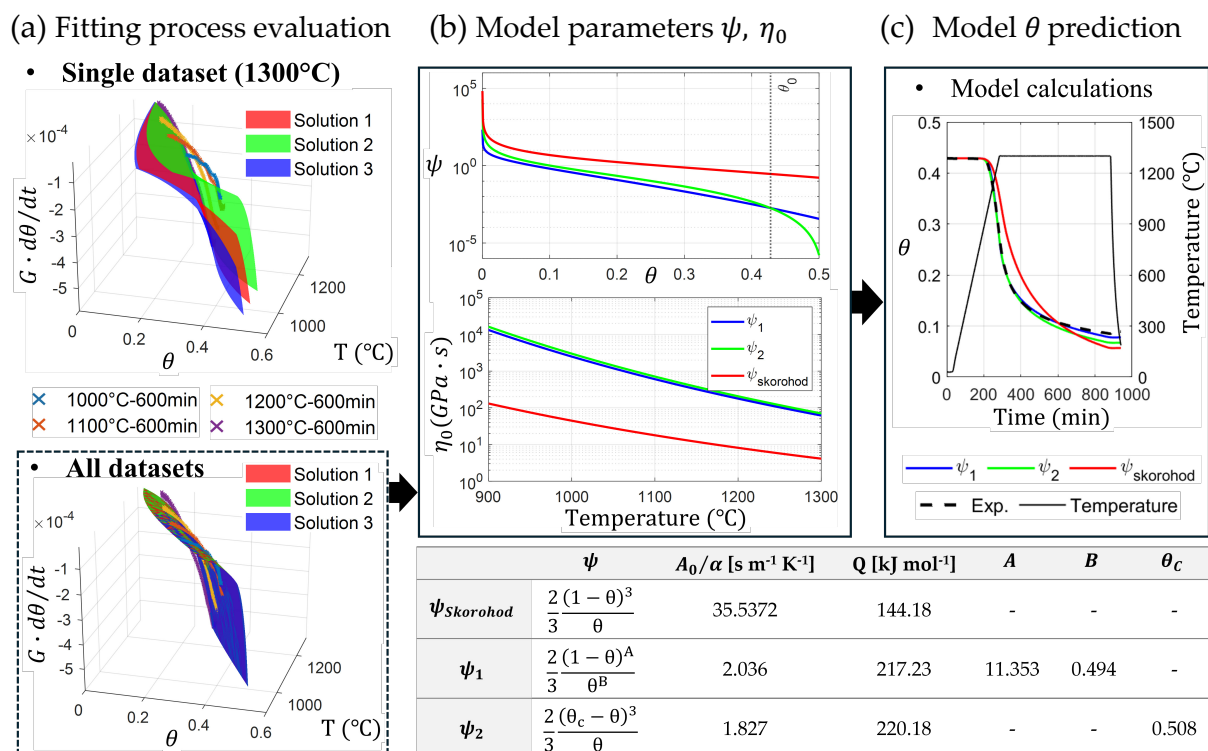 (a) Fitting process evaluation
• Single dataset (1300°C)
Solution 1
Solution 2
Solution 3
×10⁻⁴
-1
-2
-3
-4
-5
G · dθ/dt
0
0.2
0.4
0.6
θ
1000
1200
T (°C)
1000°C-600min
1200°C-600min
1100°C-600min
1300°C-600min
• All datasets
Solution 1
Solution 2
Solution 3
×10⁻⁴
-1
-2
-3
-4
-5
G · dθ/dt
0
0.2
0.4
0.6
θ
1000
1200
T (°C)
(b) Model parameters ψ, η₀
10⁵
10⁰
10⁻⁵
ψ
θ₀
0 0.1 0.2 0.3 0.4 0.5
θ
10⁵
10⁴
10³
10²
10¹
10⁰
η₀(GPa · s)
ψ₁
ψ₂
ψskorohod
900 1000 1100 1200 1300
Temperature (°C)
(c) Model θ prediction
• Model calculations
0.5
0.4
0.3
0.2
0.1
0
θ
1500
1200
900
600
300
0
Temperature (°C)
0 200 400 600 800 1000
Time (min)
ψ₁ ψ₂ ψskorohod
Exp. Temperature
ψ A₀/α [s m⁻¹ K⁻¹] Q [kJ mol⁻¹] A B θ_C
ψ_Skorohod 2/3 (1 − θ)³/θ 35.5372 144.18 - - -
ψ₁ 2/3 (1 − θ)^A/θ^B 2.036 217.23 11.353 0.494 -
ψ₂ 2/3 (θ_c − θ)³/θ 1.827 220.18 - - 0.508